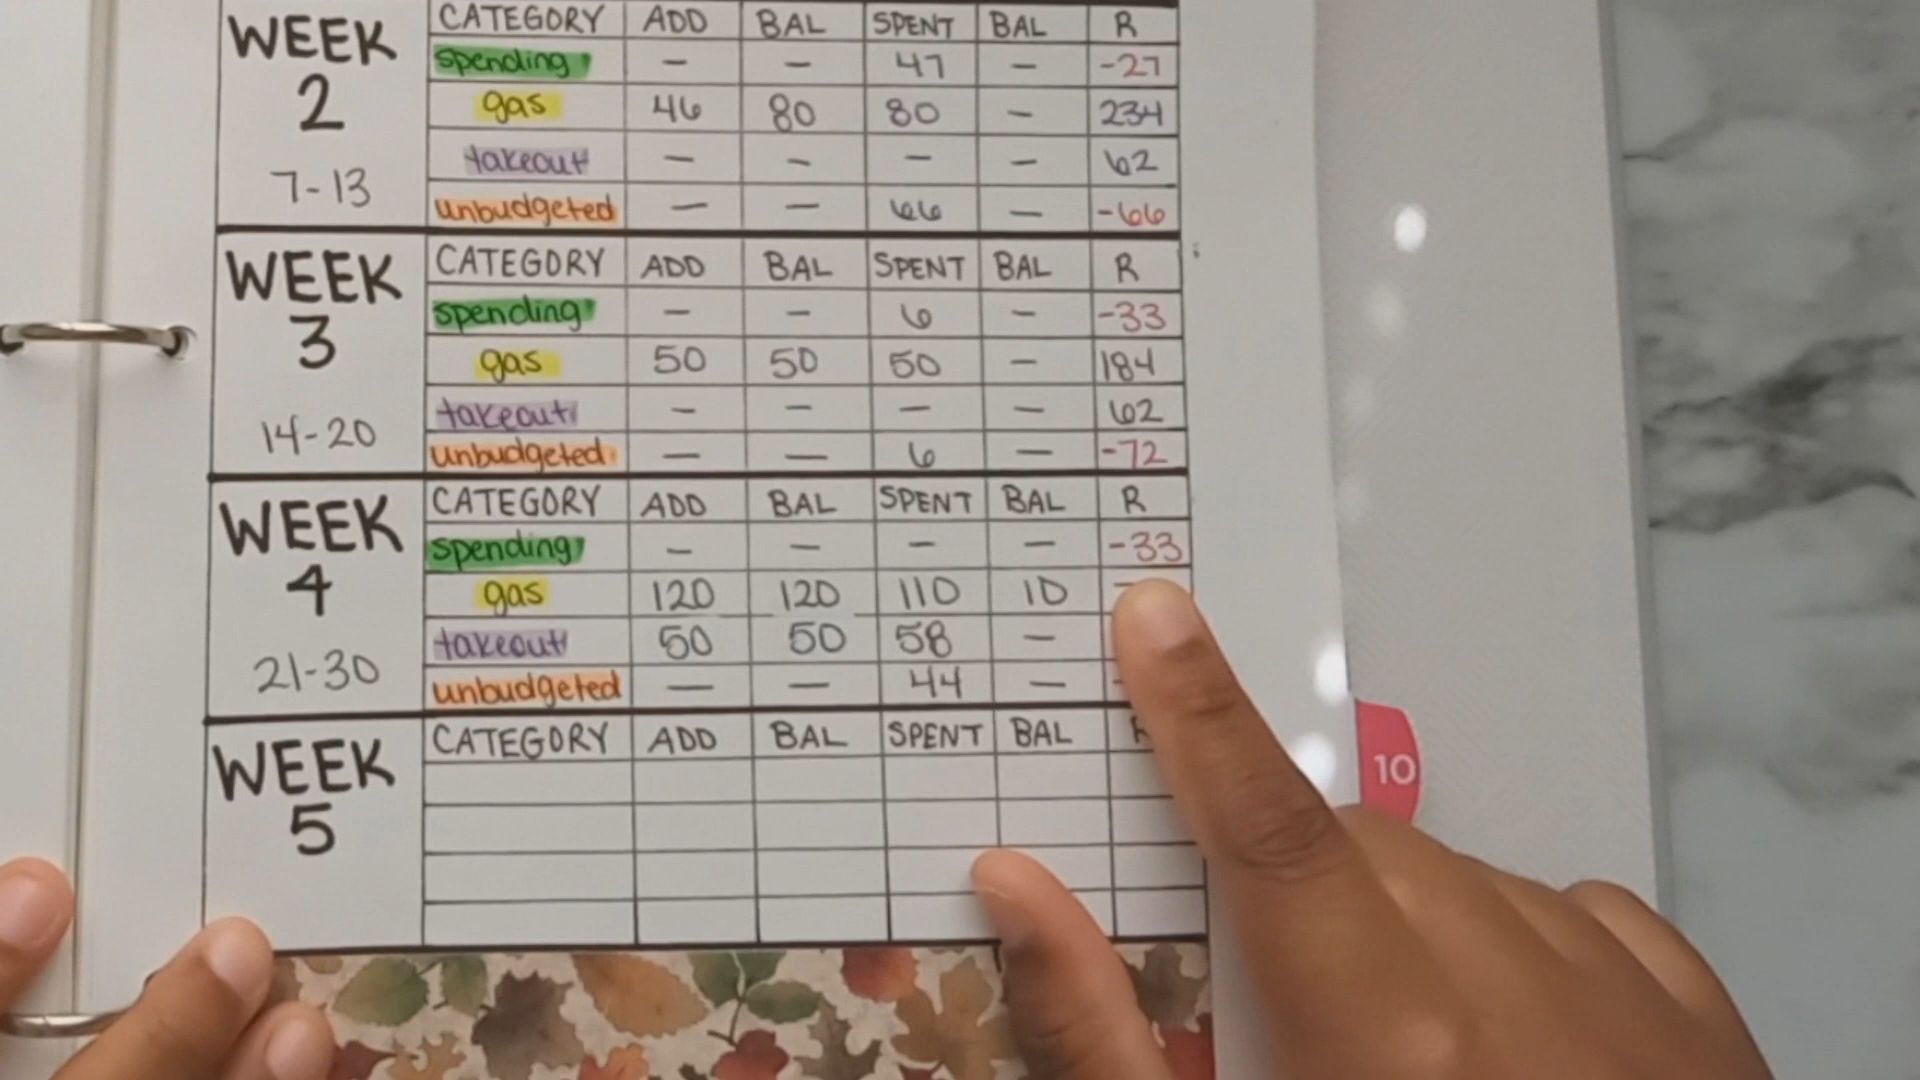 WEEK 2 7-13
CATEGORY ADD BAL SPENT BAL R
spending — — 47 — -27
gas 46 80 80 — 234
takeout — — — — 62
unbudgeted — — 66 — -66
WEEK 3 14-20
CATEGORY ADD BAL SPENT BAL R
spending — — 6 — -33
gas 50 50 50 — 184
takeout — — — — 62
unbudgeted — — 6 — -72
WEEK 4 21-30
CATEGORY ADD BAL SPENT BAL R
spending — — — — -33
gas 120 120 110 10
takeout 50 50 58 —
unbudgeted — — 44 —
WEEK 5
CATEGORY ADD BAL SPENT BAL R
10